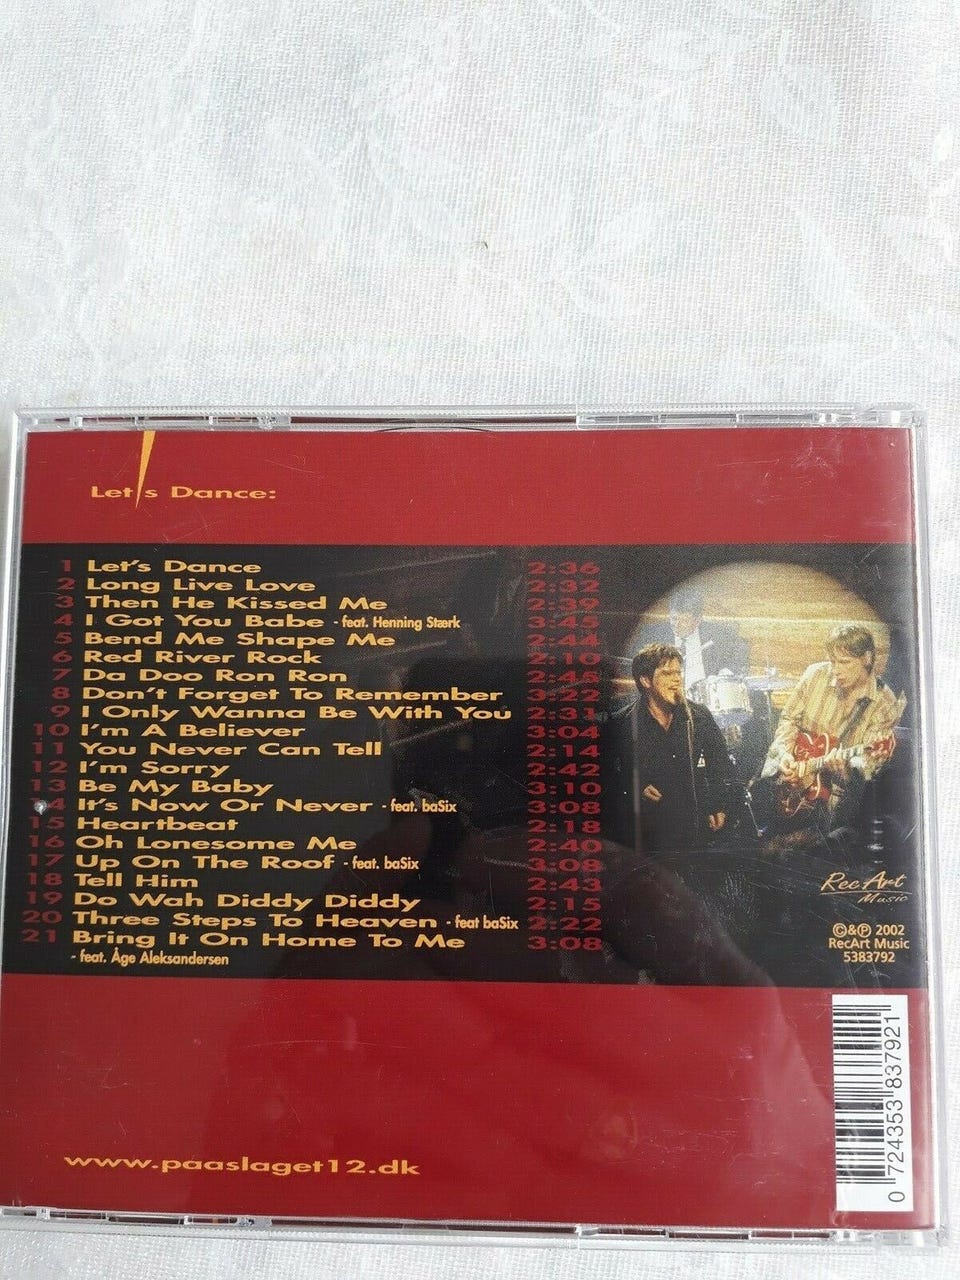 Let's Dance:
1 Let's Dance 2:36
2 Long Live Love 2:32
3 Then He Kissed Me 2:39
4 I Got You Babe - feat. Henning Stærk 3:45
5 Bend Me Shape Me 2:44
6 Red River Rock 2:10
7 Da Doo Ron Ron 2:45
8 Don't Forget To Remember 3:22
9 I Only Wanna Be With You 2:31
10 I'm A Believer 3:04
11 You Never Can Tell 2:14
12 I'm Sorry 2:42
13 Be My Baby 3:10
14 It's Now Or Never - feat. baSix 3:08
15 Heartbeat 2:18
16 Oh Lonesome Me 2:40
17 Up On The Roof - feat. baSix 3:08
18 Tell Him 2:43
19 Do Wah Diddy Diddy 2:15
20 Three Steps To Heaven - feat baSix 2:22
21 Bring It On Home To Me 3:08
- feat. Åge Aleksandersen
RecArt
Music
©&℗ 2002
RecArt Music
5383792
0 724353 837921
www.paaslaget12.dk